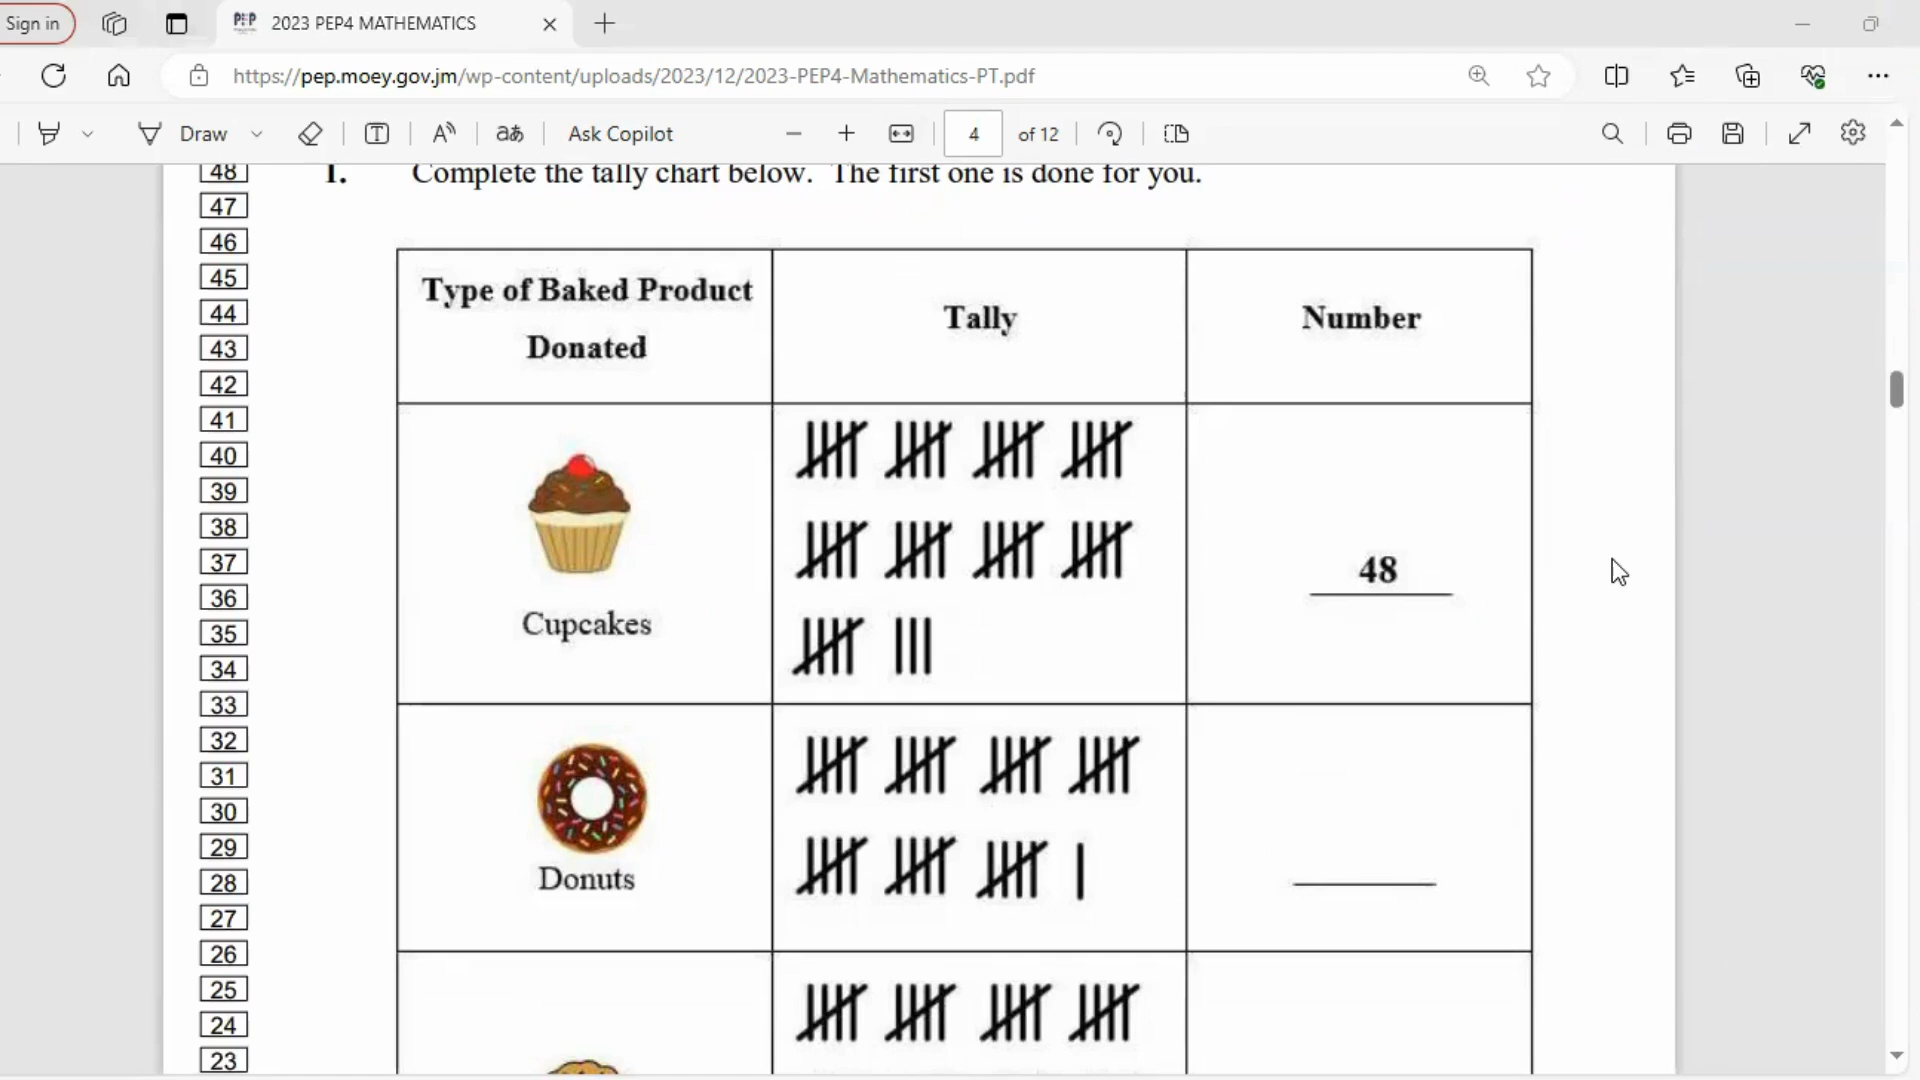 Sign in
PEP
2023 PEP4 MATHEMATICS
https://pep.moey.gov.jm/wp-content/uploads/2023/12/2023-PEP4-Mathematics-PT.pdf
Draw
T
A
aあ
Ask Copilot
4
of 12
48
1. Complete the tally chart below. The first one is done for you.
47
46
45
44
43
42
41
40
39
38
37
36
35
34
33
32
31
30
29
28
27
26
25
24
23
Type of Baked Product
Donated
Tally
Number
Cupcakes
48
Donuts